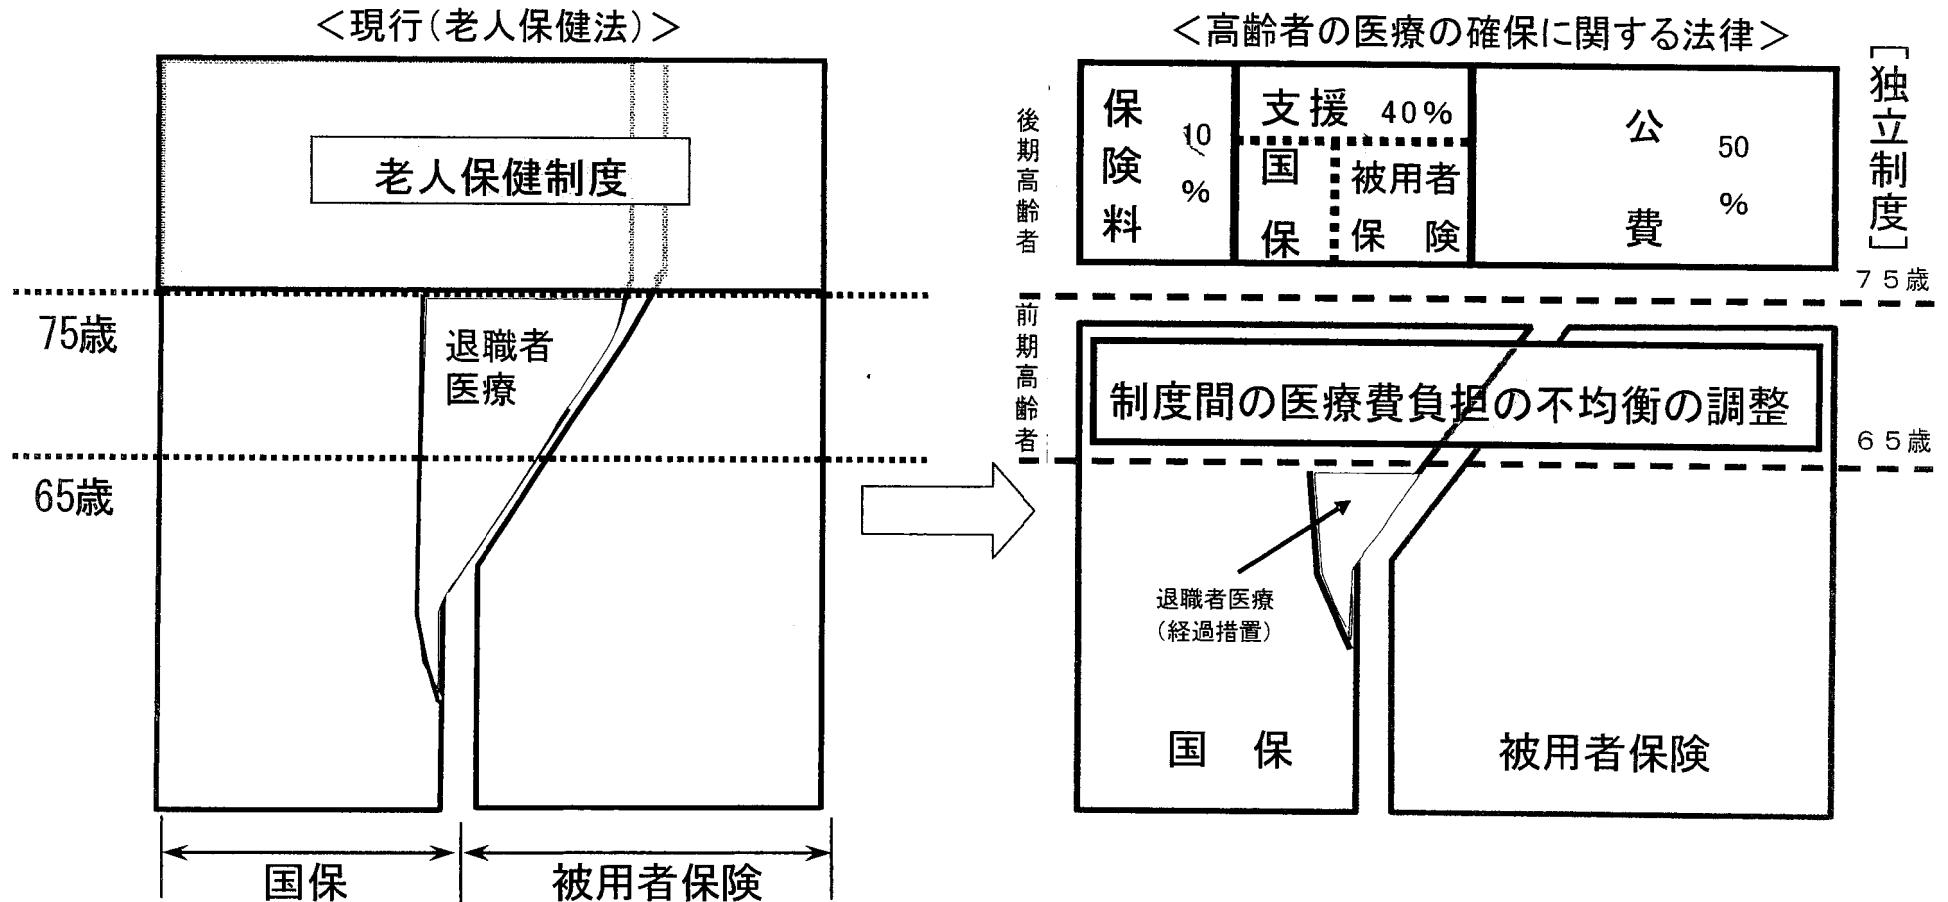 ＜現行（老人保健法）＞
老人保健制度
75歳
退職者
医療
65歳
国保
被用者保険
＜高齢者の医療の確保に関する法律＞
［独立制度］
後期高齢者
保険料
10
%
支援 40%
国保
被用者
保険
公費
50
%
７５歳
前期高齢者
制度間の医療費負担の不均衡の調整
６５歳
退職者医療
（経過措置）
国 保
被用者保険